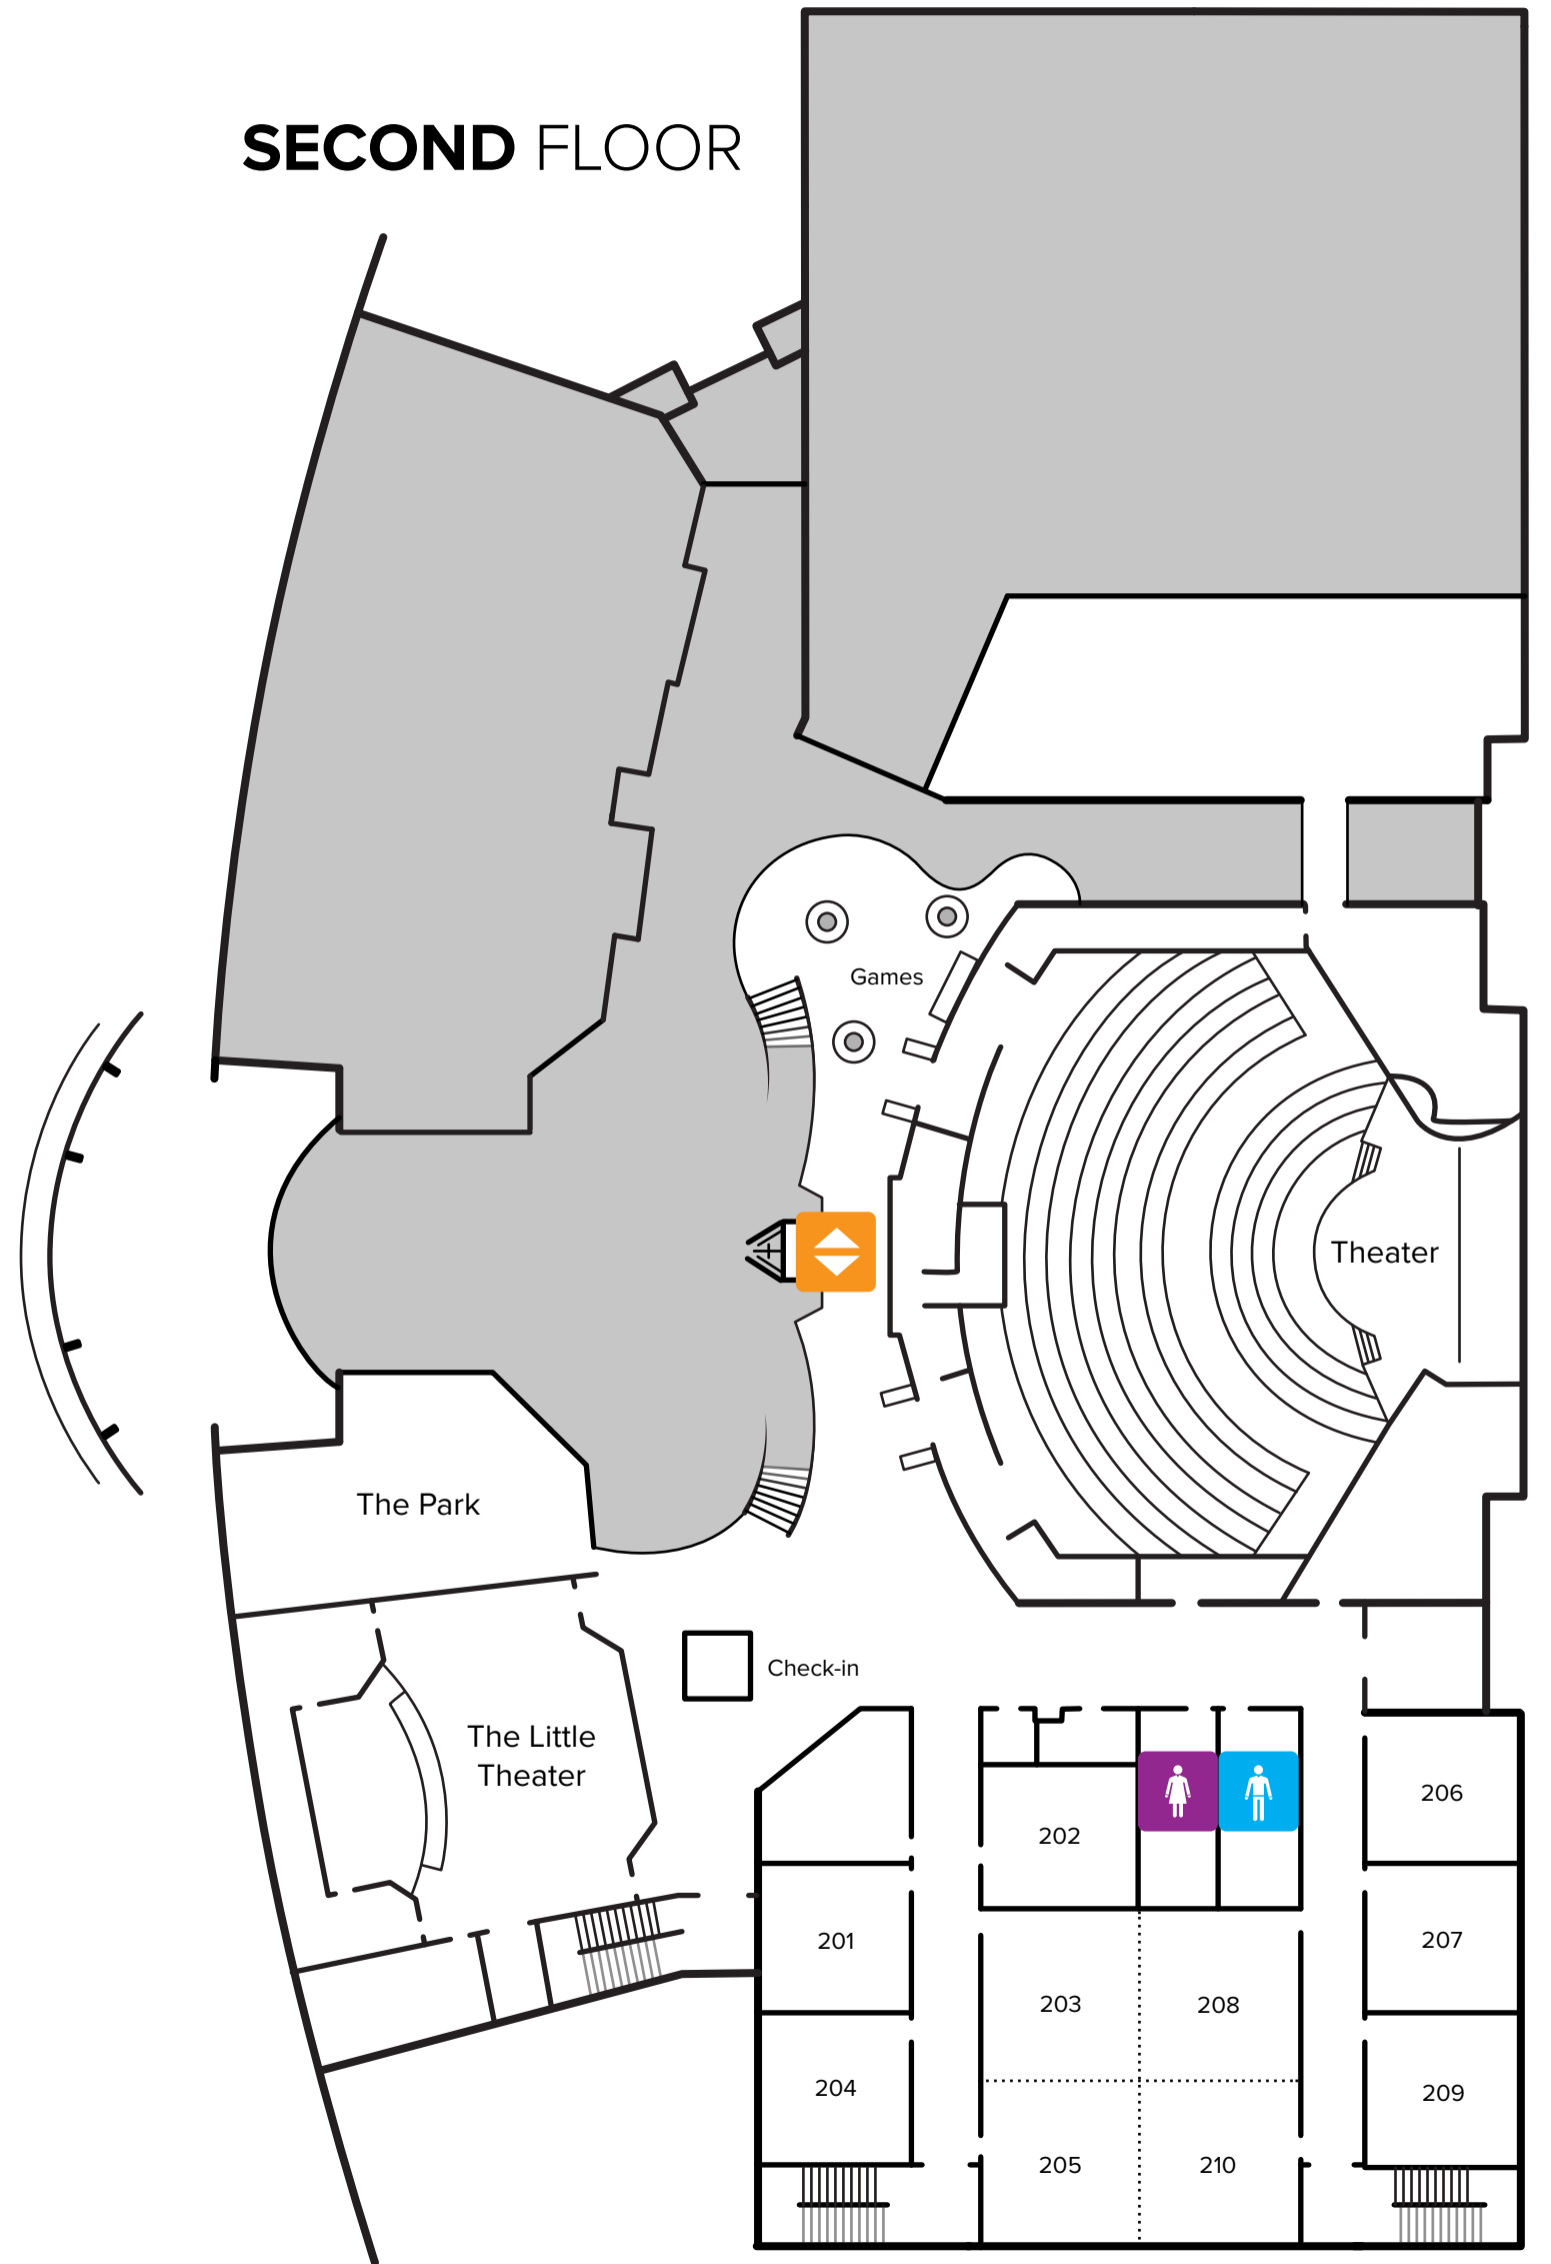 SECOND FLOOR
Games
Theater
The Park
Check-in
The Little
Theater
206
202
201
207
203
208
204
209
205
210